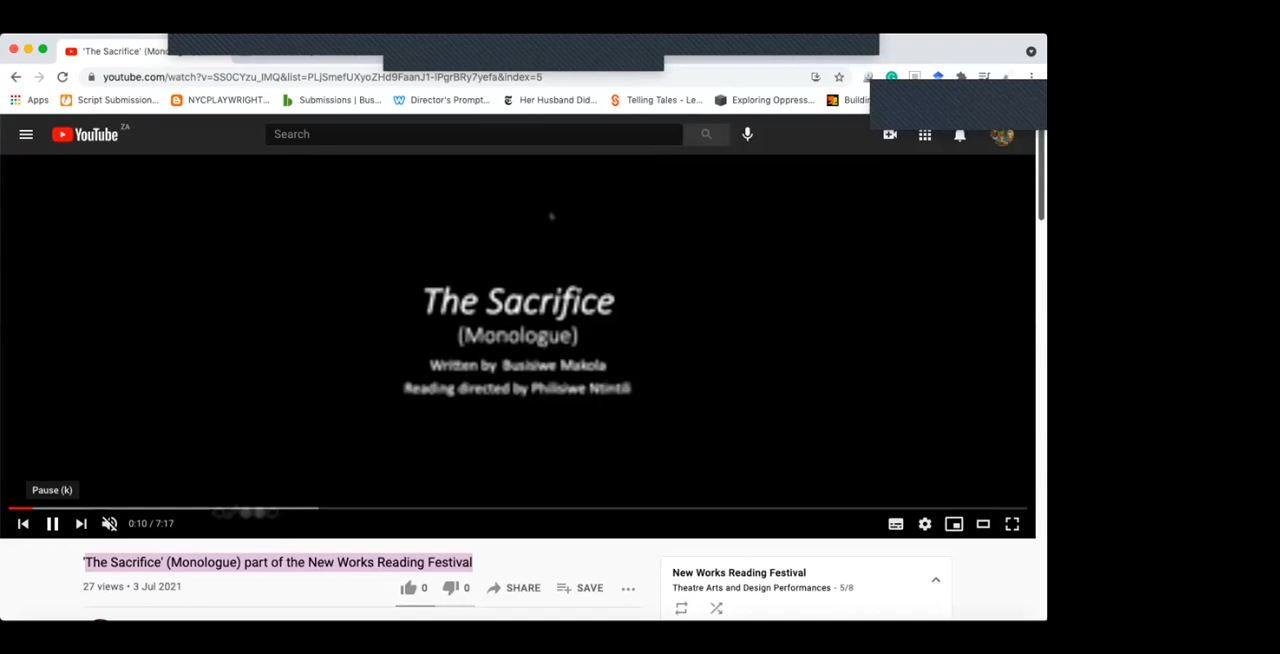 'The Sacrifice' (Mono
youtube.com/watch?v=SS0CYzu_lMQ&list=PLjSmefUXyoZHd9FaanJ1-lPgrBRy7yefa&index=5
Apps Script Submission... NYCPLAYWRIGHT... Submissions | Bus... Director's Prompt... Her Husband Did... Telling Tales - Le... Exploring Oppress... Buildin
YouTube ZA
Search
The Sacrifice
(Monologue)
Written by Busisiwe Makola
Reading directed by Philisiwe Ntintili
Pause (k)
0:10 / 7:17
'The Sacrifice' (Monologue) part of the New Works Reading Festival
27 views • 3 Jul 2021
0 0 SHARE SAVE
New Works Reading Festival
Theatre Arts and Design Performances - 5/8